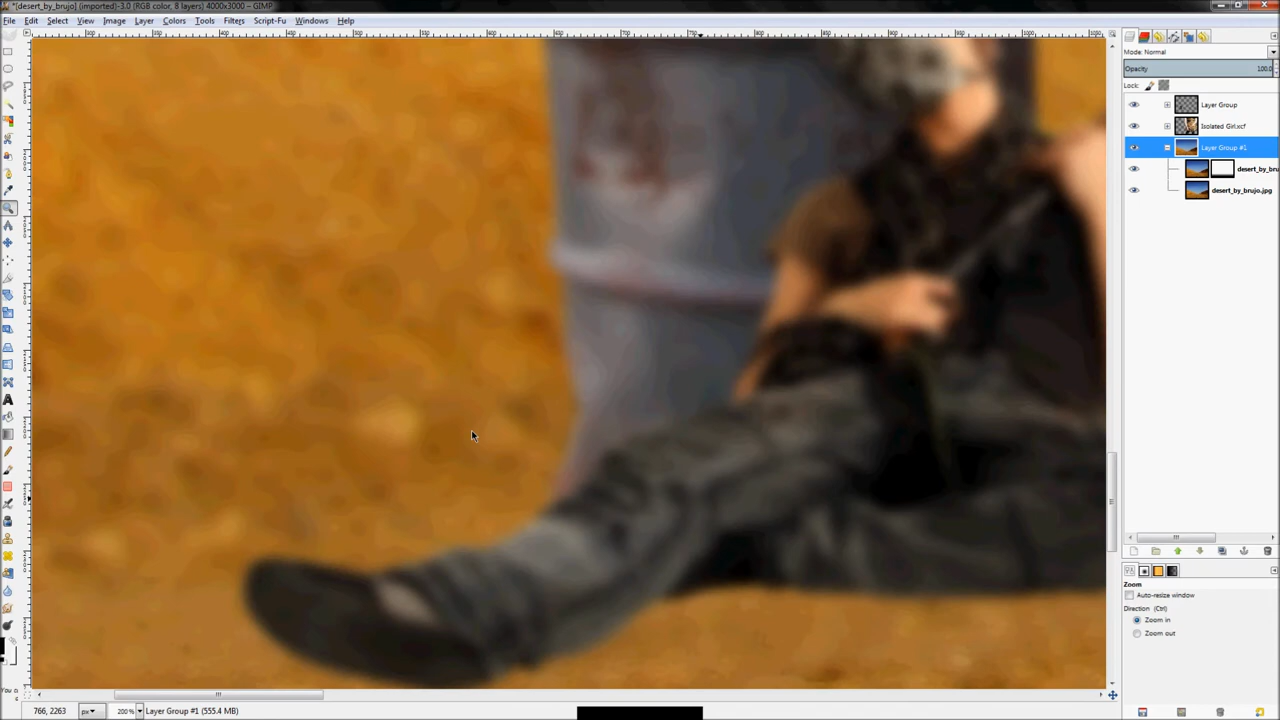 *[desert_by_brujo] (imported)-3.0 (RGB color, 8 layers) 4000x3000 – GIMP
File Edit Select View Image Layer Colors Tools Filters Script-Fu Windows Help
Mode: Normal
Opacity 100.0
Lock:
Layer Group
Isolated Girl.xcf
Layer Group #1
desert_by_bru
desert_by_brujo.jpg
Zoom
Auto-resize window
Direction (Ctrl)
Zoom in
Zoom out
You c
766, 2263 px 200% Layer Group #1 (555.4 MB)